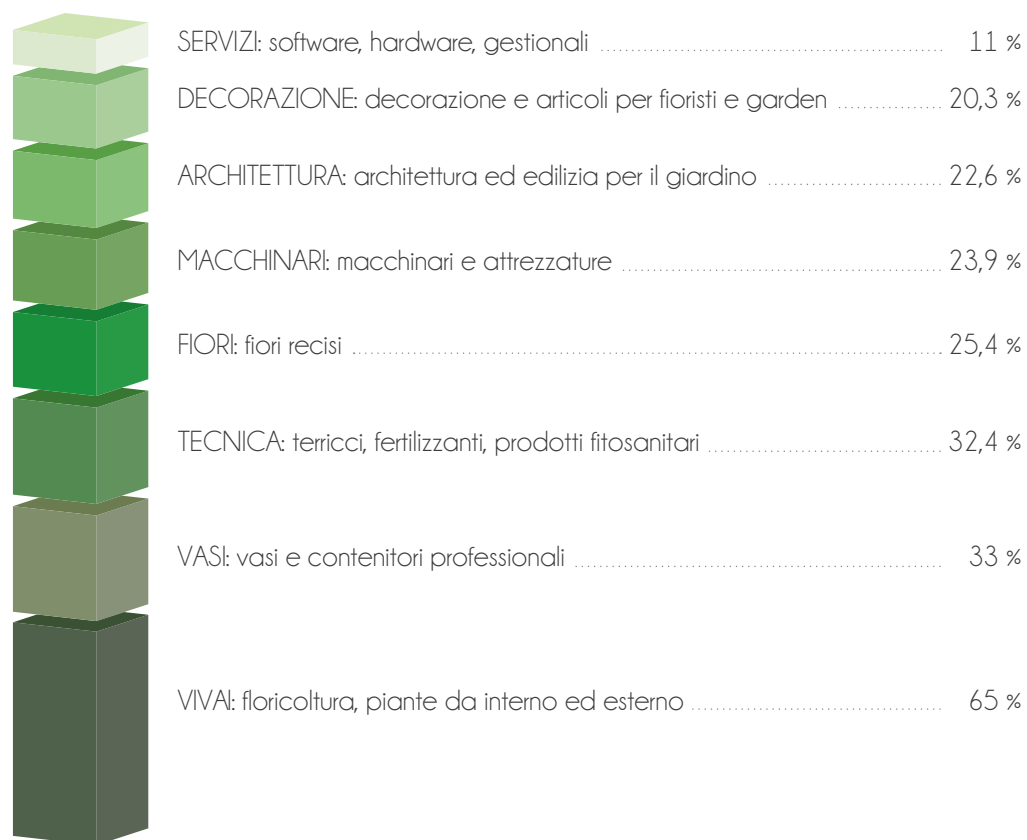 SERVIZI: software, hardware, gestionali 11 %
DECORAZIONE: decorazione e articoli per fioristi e garden 20,3 %
ARCHITETTURA: architettura ed edilizia per il giardino 22,6 %
MACCHINARI: macchinari e attrezzature 23,9 %
FIORI: fiori recisi 25,4 %
TECNICA: terricci, fertilizzanti, prodotti fitosanitari 32,4 %
VASI: vasi e contenitori professionali 33 %
VIVAI: floricoltura, piante da interno ed esterno 65 %